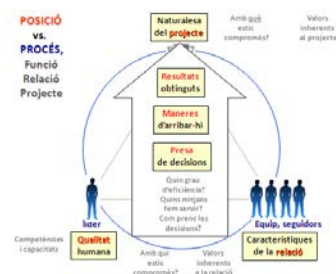 POSICIÓ
vs.
PROCÉS,
Funció
Relació
Projecte
Naturalesa
del projecte
Amb què
estic
compromès?
Valors
inherents
al projecte
Resultats
obtinguts
Maneres
d'arribar-hi
Presa
de decisions
Quin grau
d'eficiència?
Quins mitjans
fem servir?
Com prenc les
decisions?
líder
Equip, seguidors
Competències
i capacitats
Qualitat
humana
Característiques
de la relació
Amb qui
estic
compromès?
Valors
inherents
a la relació